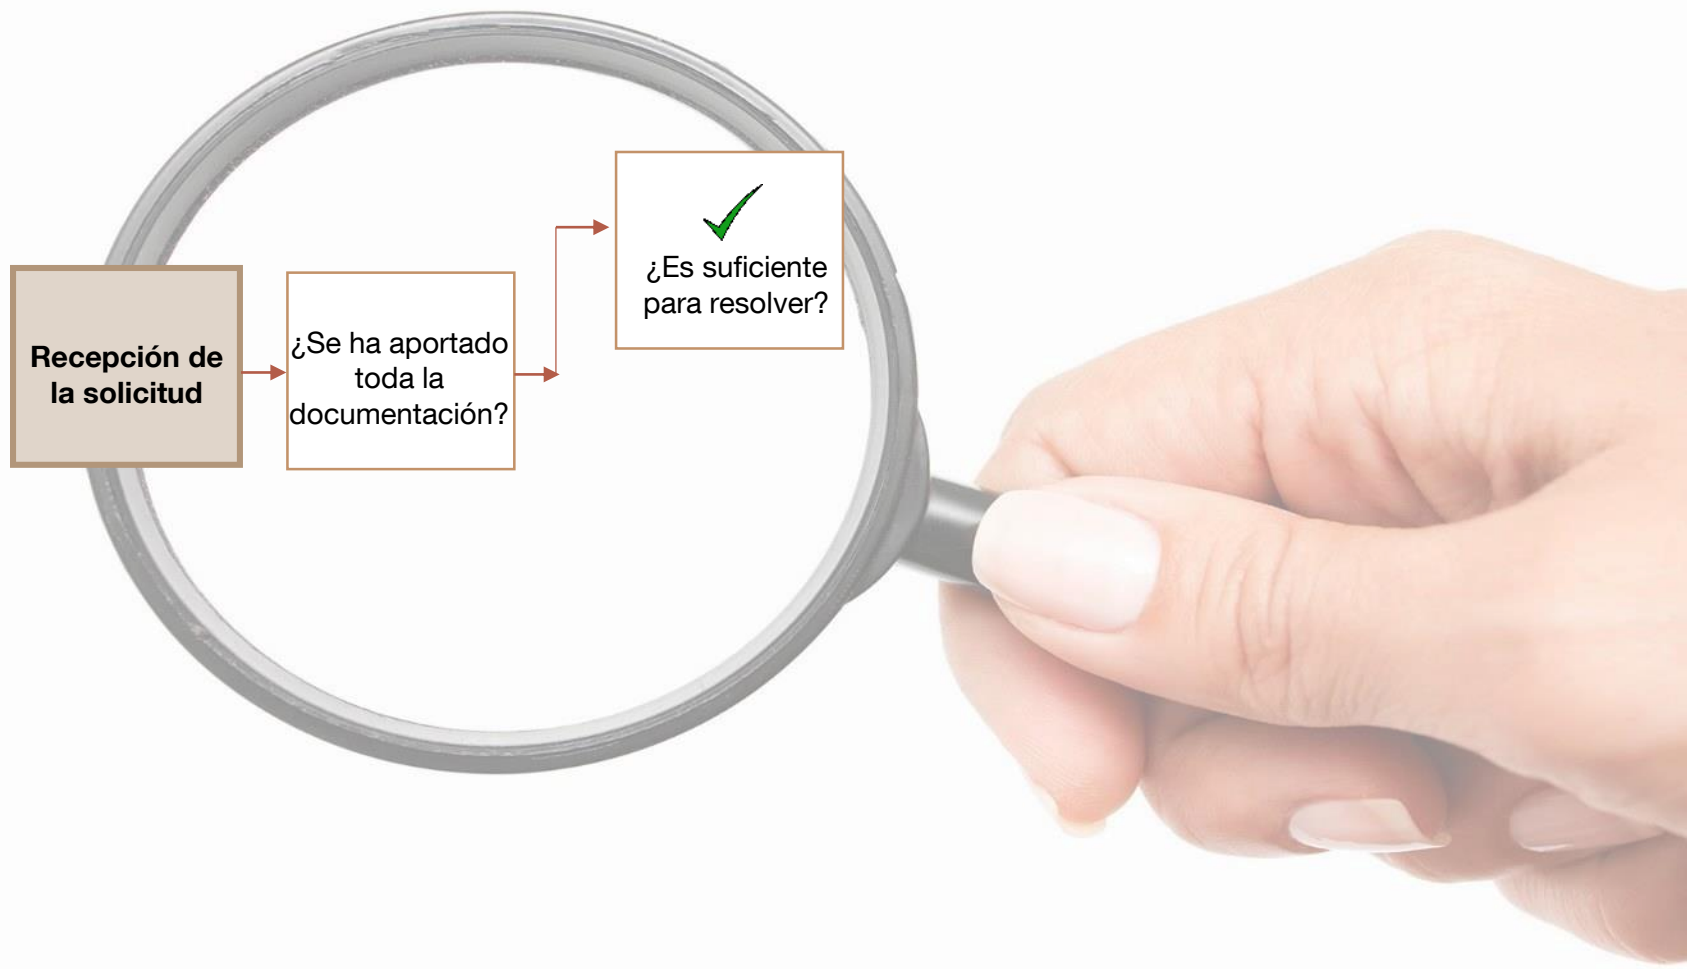 Recepción de
la solicitud
¿Se ha aportado
toda la
documentación?
¿Es suficiente
para resolver?